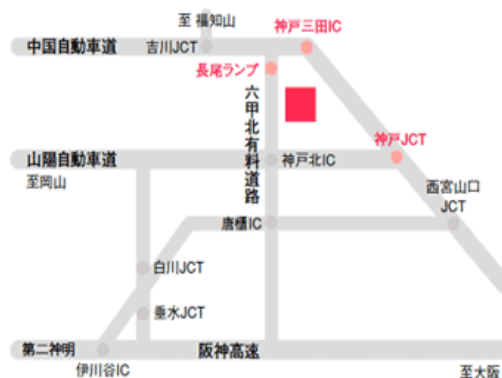 至 福知山
神戸三田IC
中国自動車道
吉川JCT
長尾ランプ
六甲北有料道路
神戸JCT
山陽自動車道
神戸北IC
至岡山
西宮山口
JCT
唐櫃IC
白川JCT
垂水JCT
第二神明
阪神高速
伊川谷IC
至大阪